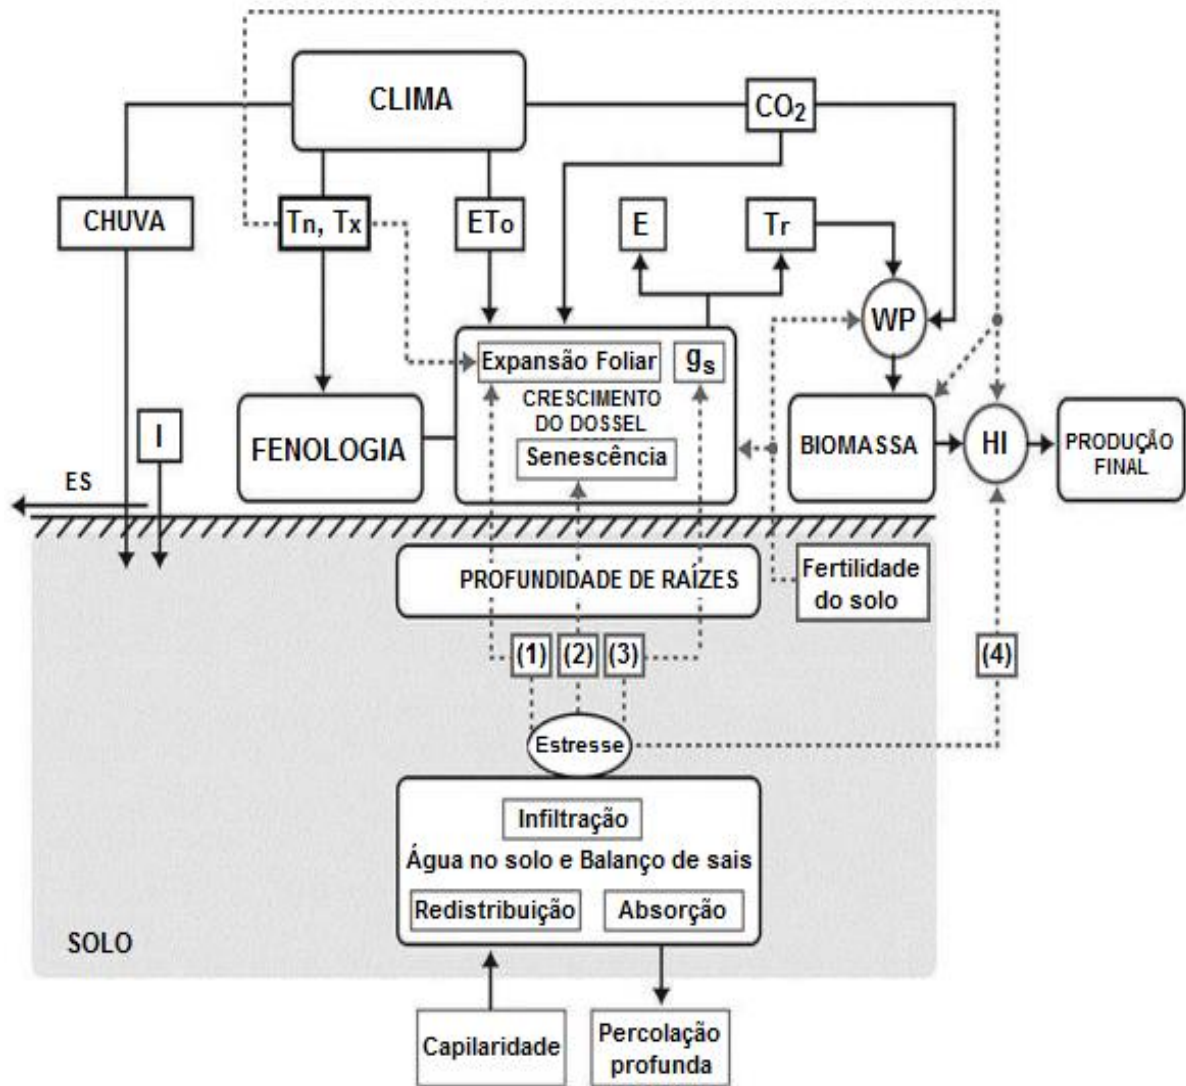 CLIMA
CO₂
CHUVA
Tn, Tx
ETo
E
Tr
WP
Expansão Foliar
gs
CRESCIMENTO
DO DOSSEL
Senescência
I
FENOLOGIA
BIOMASSA
HI
PRODUÇÃO
FINAL
ES
PROFUNDIDADE DE RAÍZES
Fertilidade
do solo
(1)
(2)
(3)
(4)
Estresse
Infiltração
Água no solo e Balanço de sais
Redistribuição
Absorção
SOLO
Capilaridade
Percolação
profunda